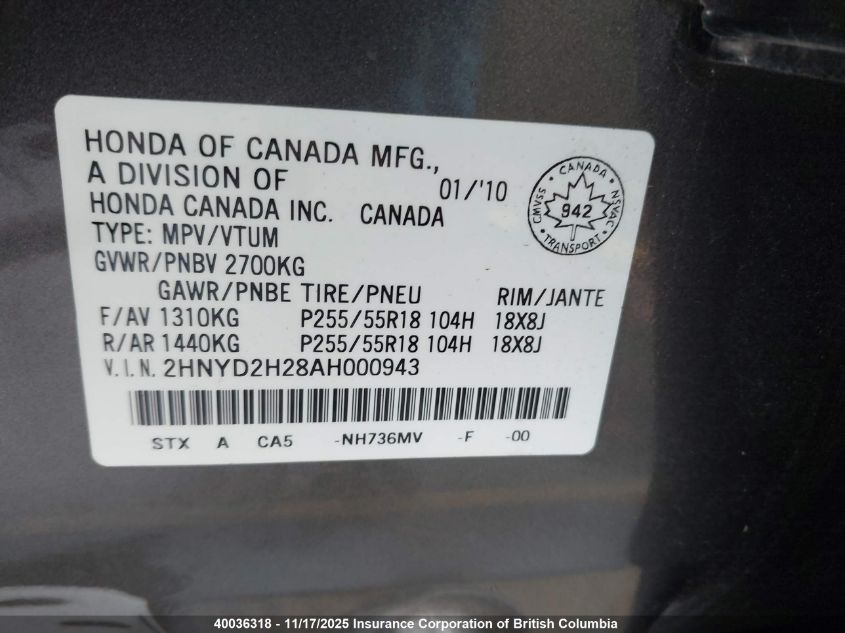 HONDA OF CANADA MFG.,
A DIVISION OF
HONDA CANADA INC. CANADA 01/'10
TYPE: MPV/VTUM
GVWR/PNBV 2700KG
GAWR/PNBE TIRE/PNEU RIM/JANTE
F/AV 1310KG P255/55R18 104H 18X8J
R/AR 1440KG P255/55R18 104H 18X8J
V.I.N. 2HNYD2H28AH000943
STX A CA5 -NH736MV -F -00
CANADA
CMVSS 942 NSVAC
TRANSPORT
40036318 - 11/17/2025 Insurance Corporation of British Columbia